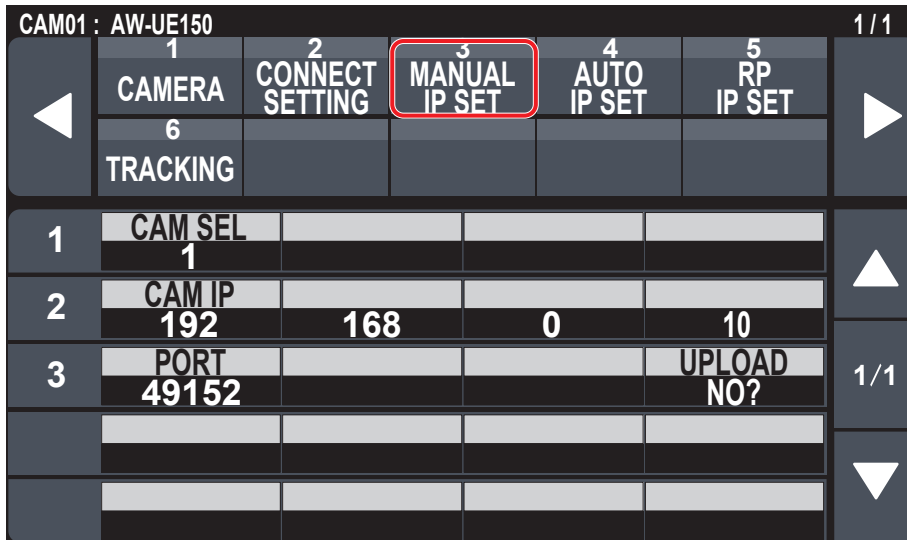 CAM01 : AW-UE150 1 / 1
1 2 3 4 5
CAMERA CONNECT SETTING MANUAL IP SET AUTO IP SET RP IP SET
6
TRACKING
1 CAM SEL
1
2 CAM IP
192 168 0 10
3 PORT UPLOAD
49152 NO?
1/1